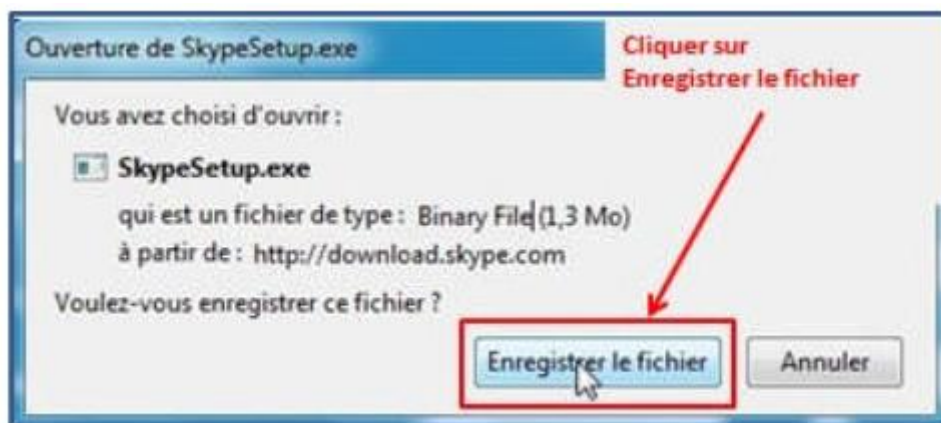 Ouverture de SkypeSetup.exe
Cliquer sur
Enregistrer le fichier
Vous avez choisi d'ouvrir :
SkypeSetup.exe
qui est un fichier de type : Binary File (1,3 Mo)
à partir de : http://download.skype.com
Voulez-vous enregistrer ce fichier ?
Enregistrer le fichier Annuler